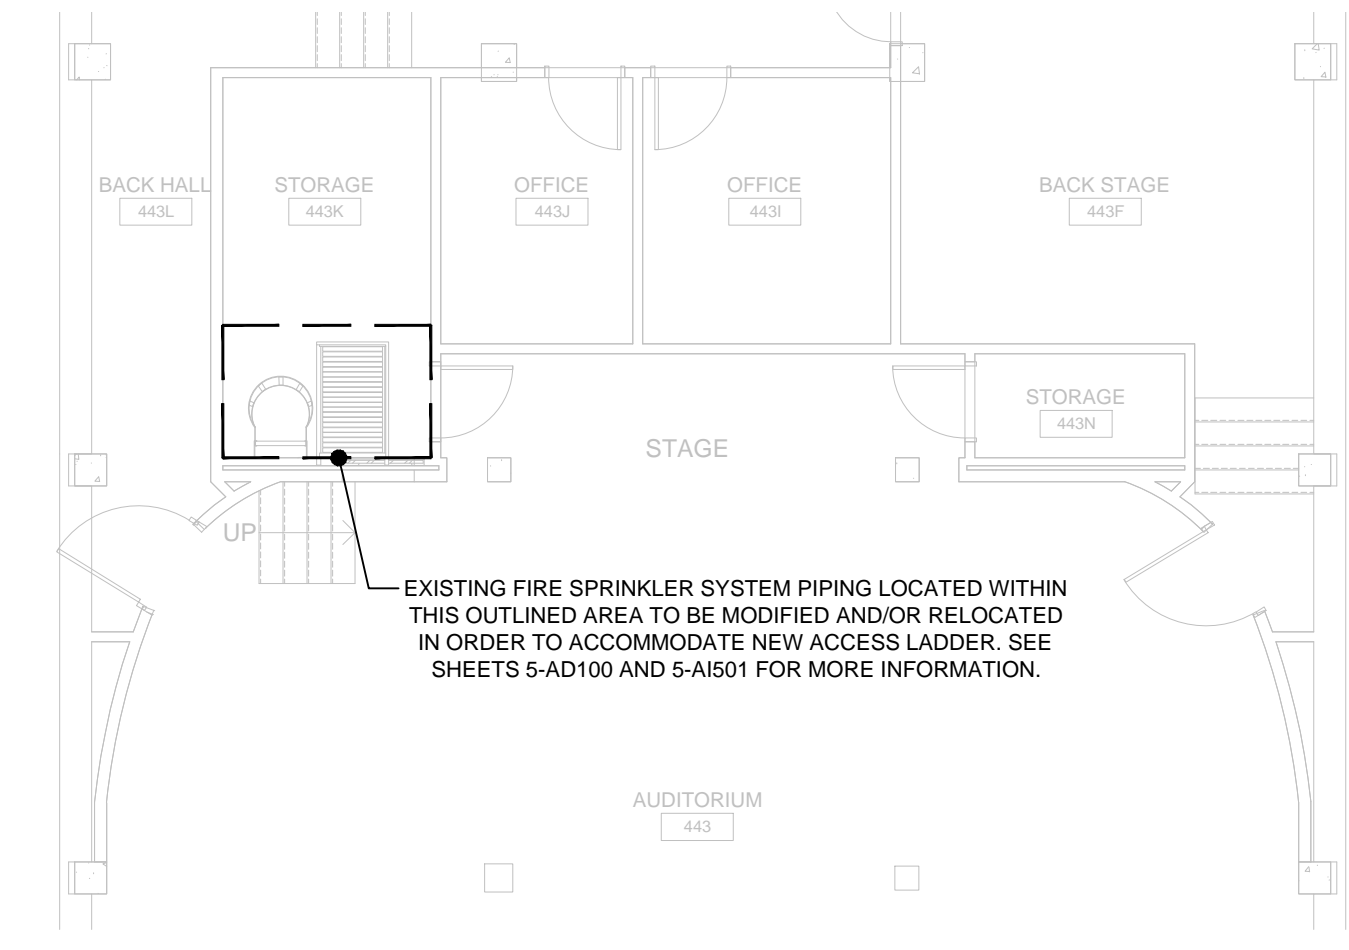 BACK HALL
443L
STORAGE
443K
OFFICE
443J
OFFICE
443I
BACK STAGE
443F
STORAGE
443N
STAGE
UP
EXISTING FIRE SPRINKLER SYSTEM PIPING LOCATED WITHIN
THIS OUTLINED AREA TO BE MODIFIED AND/OR RELOCATED
IN ORDER TO ACCOMMODATE NEW ACCESS LADDER. SEE
SHEETS 5-AD100 AND 5-AI501 FOR MORE INFORMATION.
AUDITORIUM
443